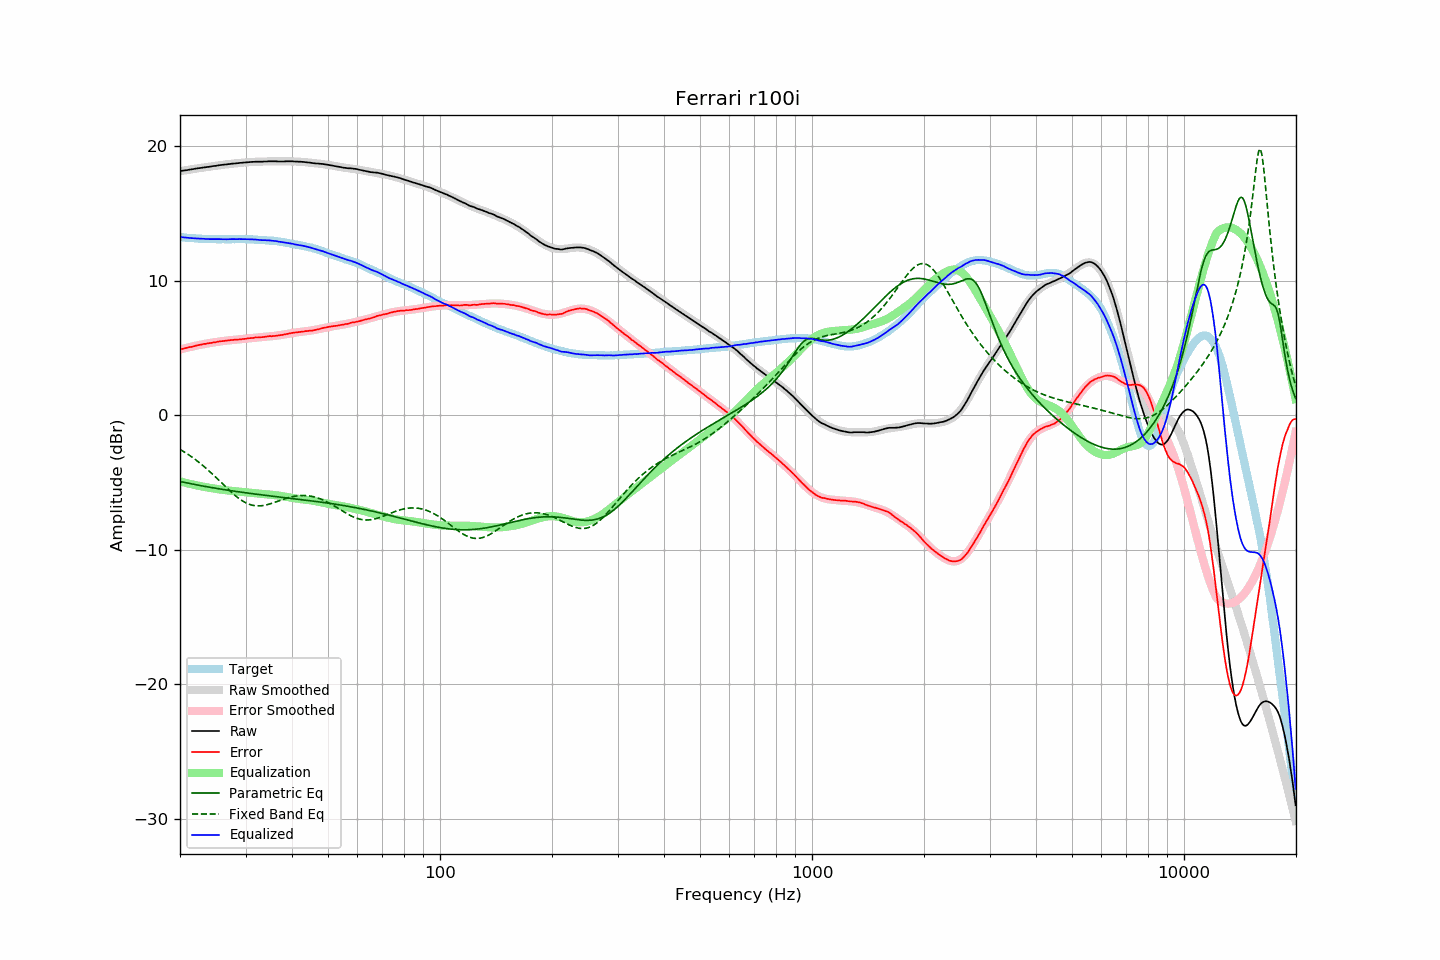 Ferrari r100i
Amplitude (dBr)
20
10
0
−10
−20
−30
Target
Raw Smoothed
Error Smoothed
Raw
Error
Equalization
Parametric Eq
Fixed Band Eq
Equalized
100
1000
10000
Frequency (Hz)